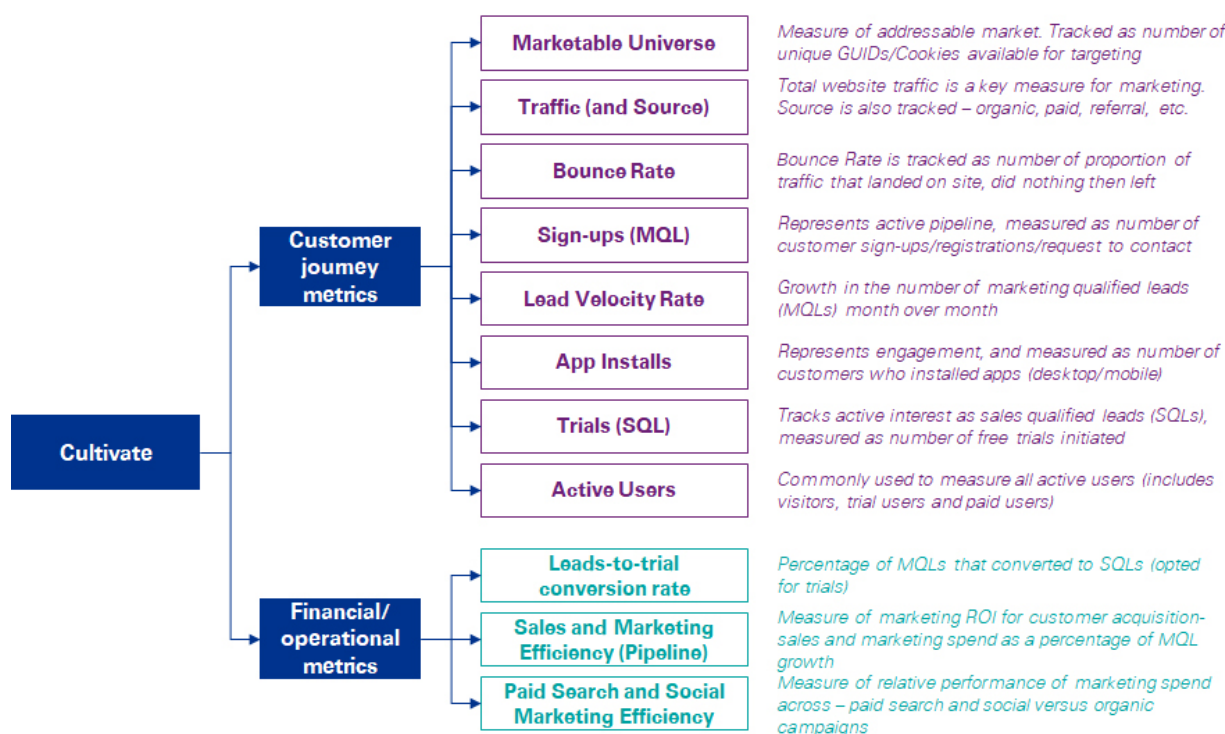 Cultivate
Customer
journey
metrics
Marketable Universe
Measure of addressable market. Tracked as number of
unique GUIDs/Cookies available for targeting
Traffic (and Source)
Total website traffic is a key measure for marketing.
Source is also tracked – organic, paid, referral, etc.
Bounce Rate
Bounce Rate is tracked as number of proportion of
traffic that landed on site, did nothing then left
Sign-ups (MQL)
Represents active pipeline, measured as number of
customer sign-ups/registrations/request to contact
Lead Velocity Rate
Growth in the number of marketing qualified leads
(MQLs) month over month
App Installs
Represents engagement, and measured as number of
customers who installed apps (desktop/mobile)
Trials (SQL)
Tracks active interest as sales qualified leads (SQLs),
measured as number of free trials initiated
Active Users
Commonly used to measure all active users (includes
visitors, trial users and paid users)
Financial/
operational
metrics
Leads-to-trial
conversion rate
Percentage of MQLs that converted to SQLs (opted
for trials)
Sales and Marketing
Efficiency (Pipeline)
Measure of marketing ROI for customer acquisition-
sales and marketing spend as a percentage of MQL
growth
Paid Search and Social
Marketing Efficiency
Measure of relative performance of marketing spend
across – paid search and social versus organic
campaigns